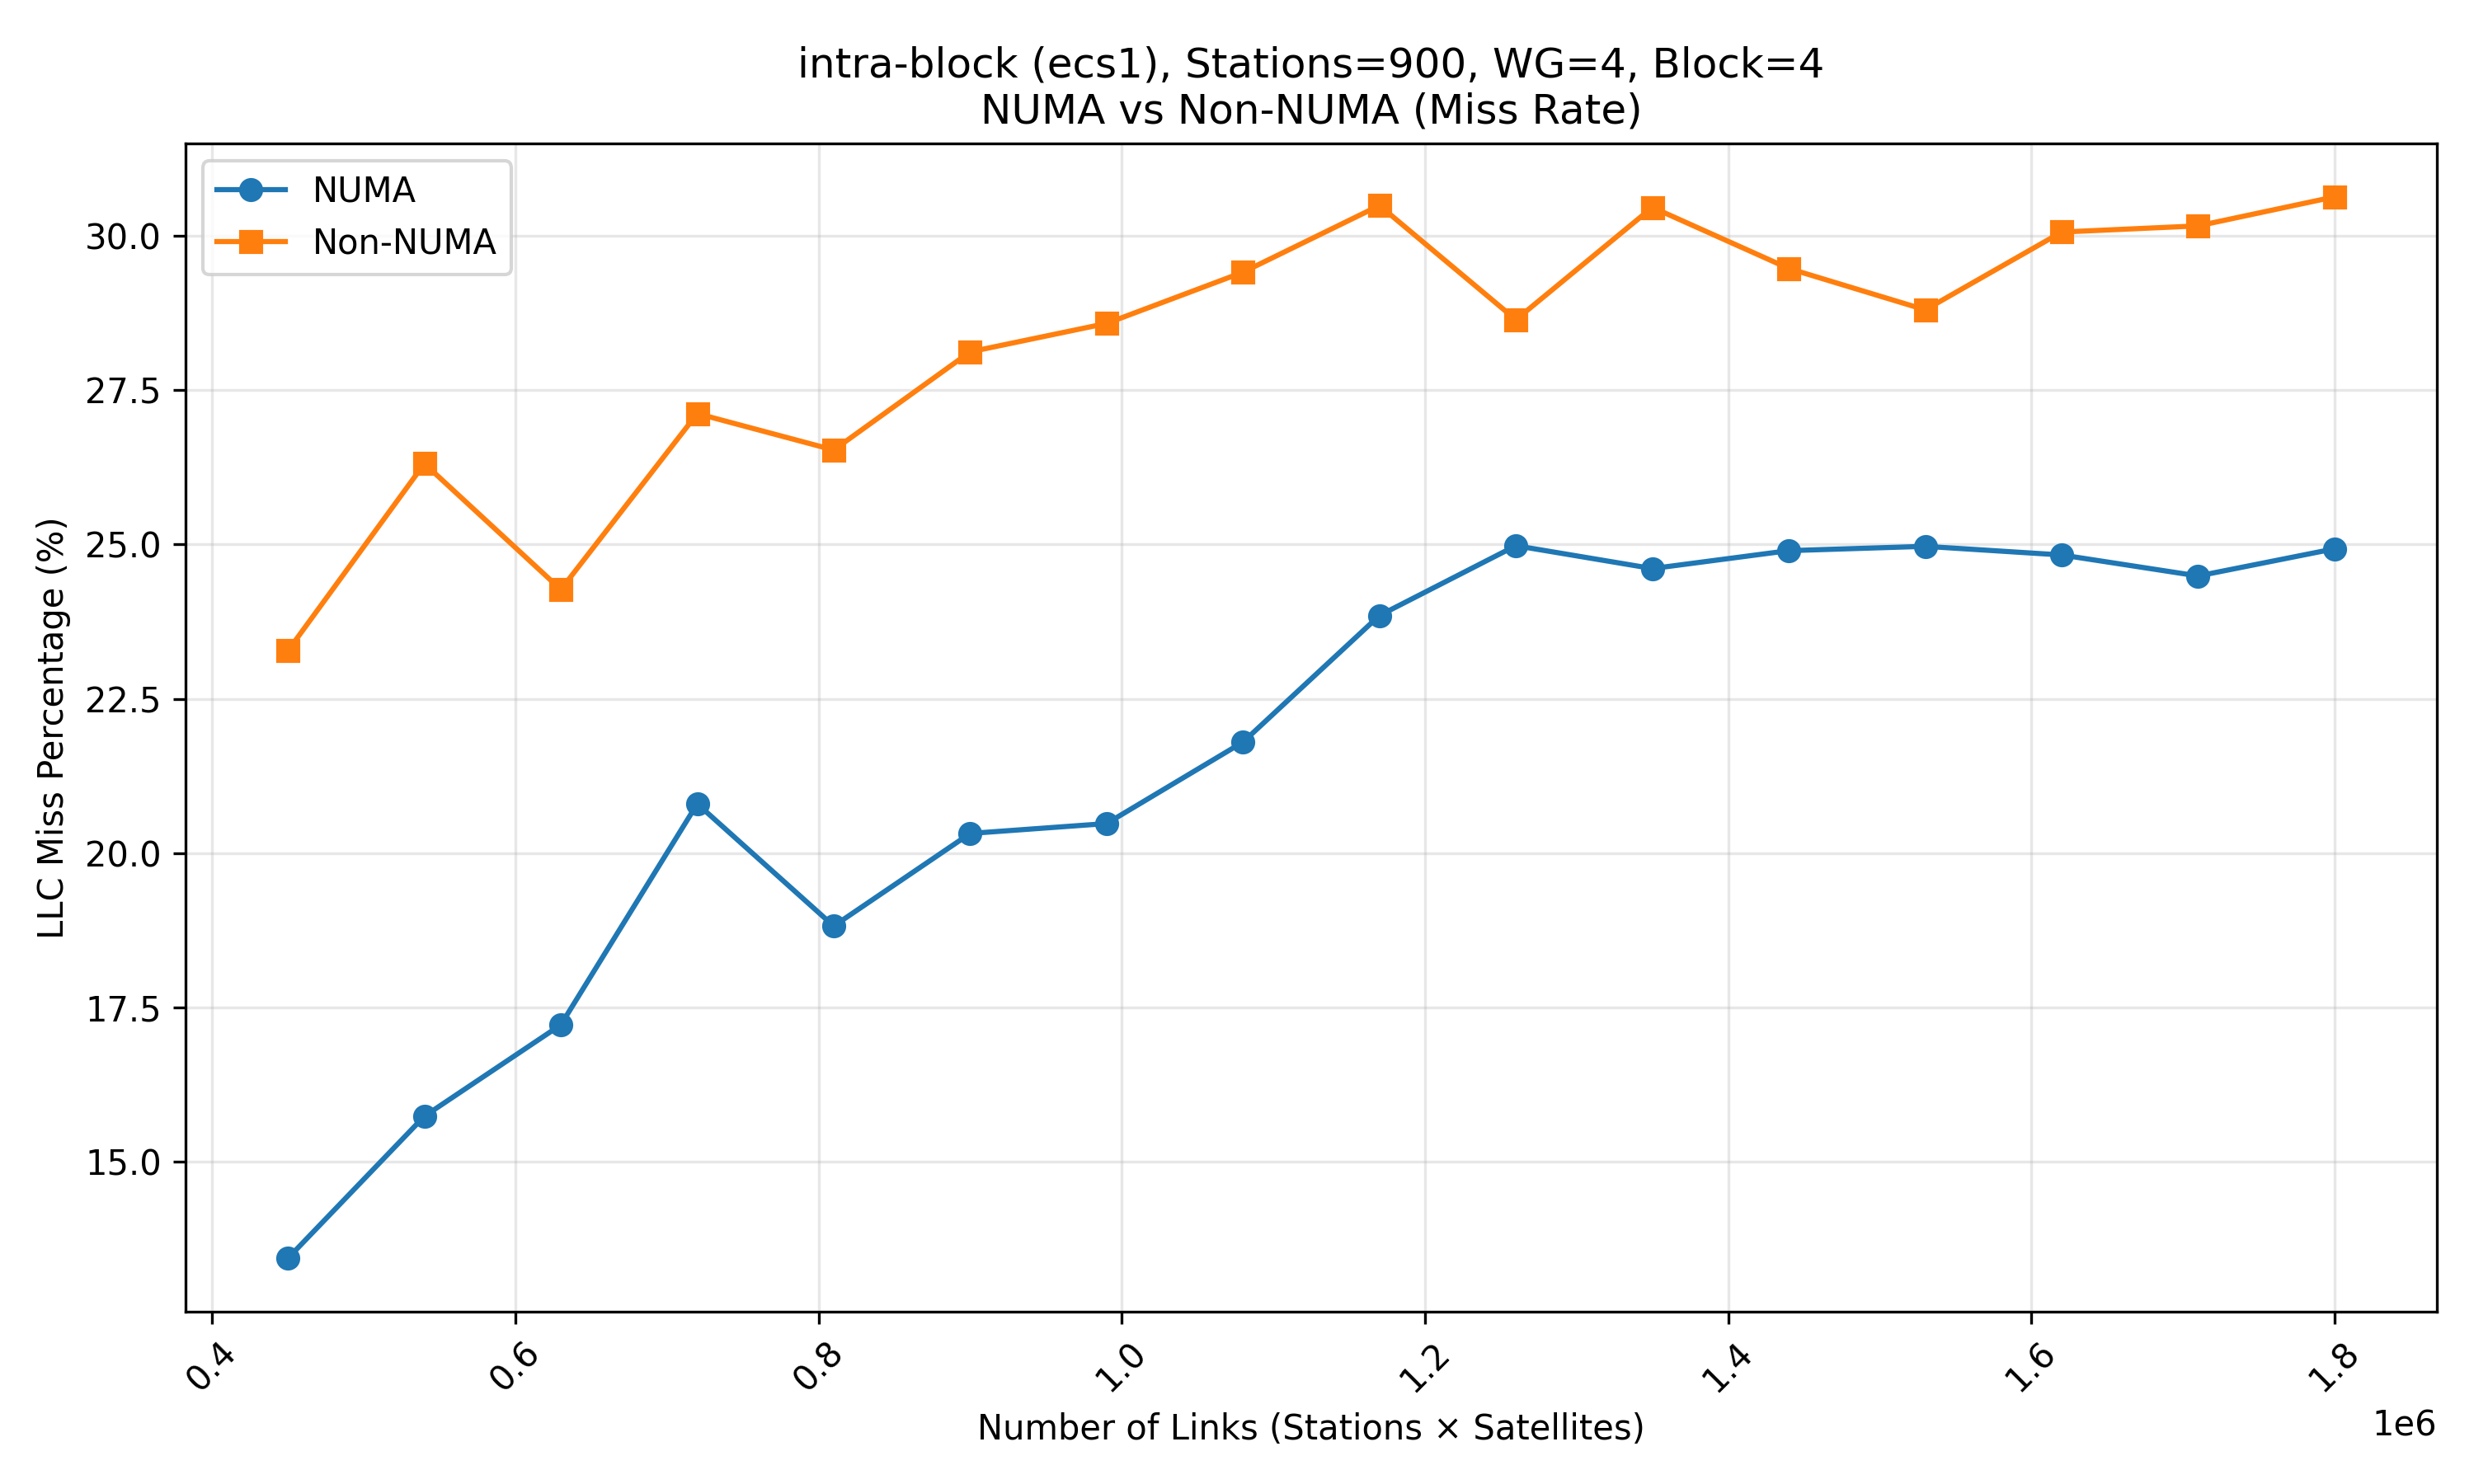 intra-block (ecs1), Stations=900, WG=4, Block=4
NUMA vs Non-NUMA (Miss Rate)
NUMA
Non-NUMA
LLC Miss Percentage (%)
30.0
27.5
25.0
22.5
20.0
17.5
15.0
0.4
0.6
0.8
1.0
1.2
1.4
1.6
1.8
1e6
Number of Links (Stations × Satellites)